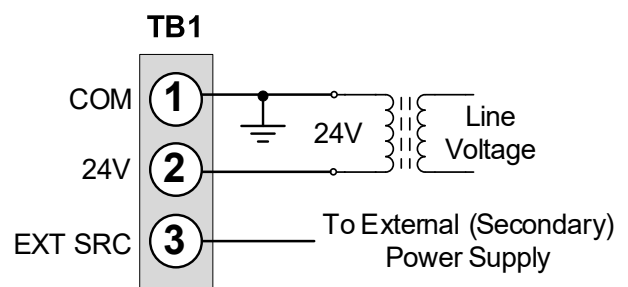 TB1
COM
1
24V
2
EXT SRC
3
24V
Line
Voltage
To External (Secondary)
Power Supply